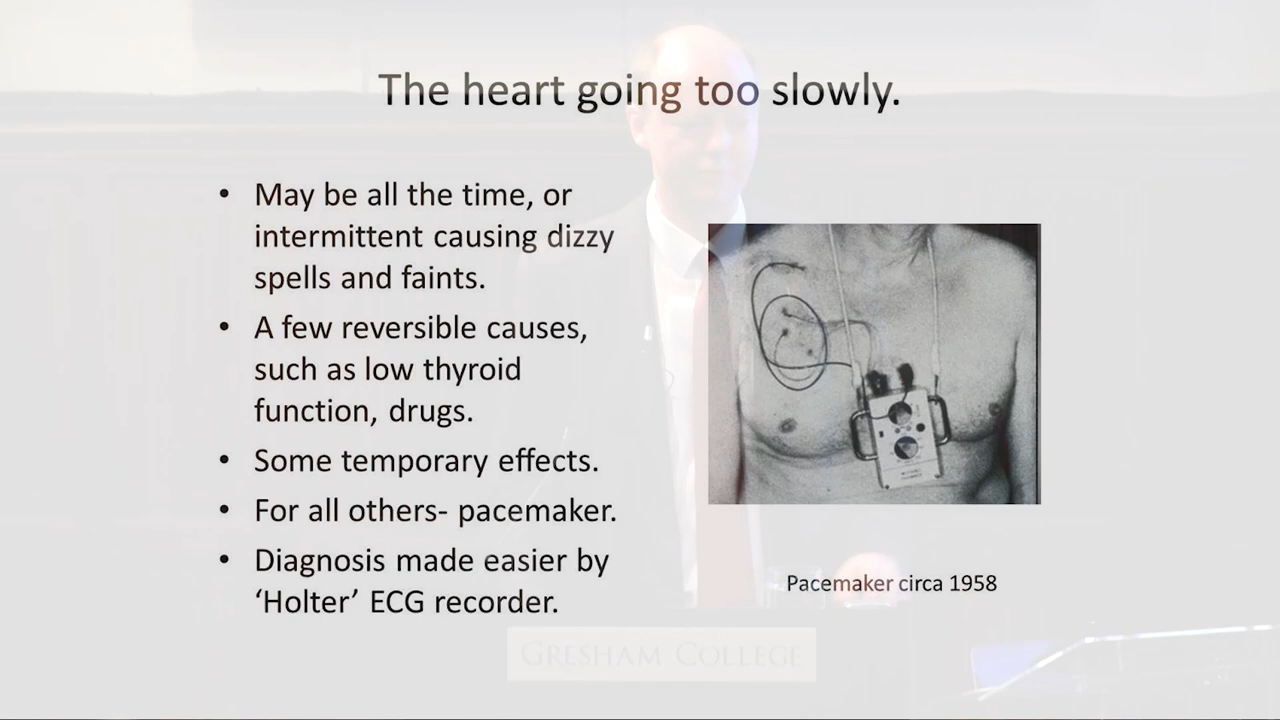 The heart going too slowly.
• May be all the time, or
intermittent causing dizzy
spells and faints.
• A few reversible causes,
such as low thyroid
function, drugs.
• Some temporary effects.
• For all others- pacemaker.
• Diagnosis made easier by
‘Holter’ ECG recorder.
Pacemaker circa 1958
GRESHAM COLLEGE